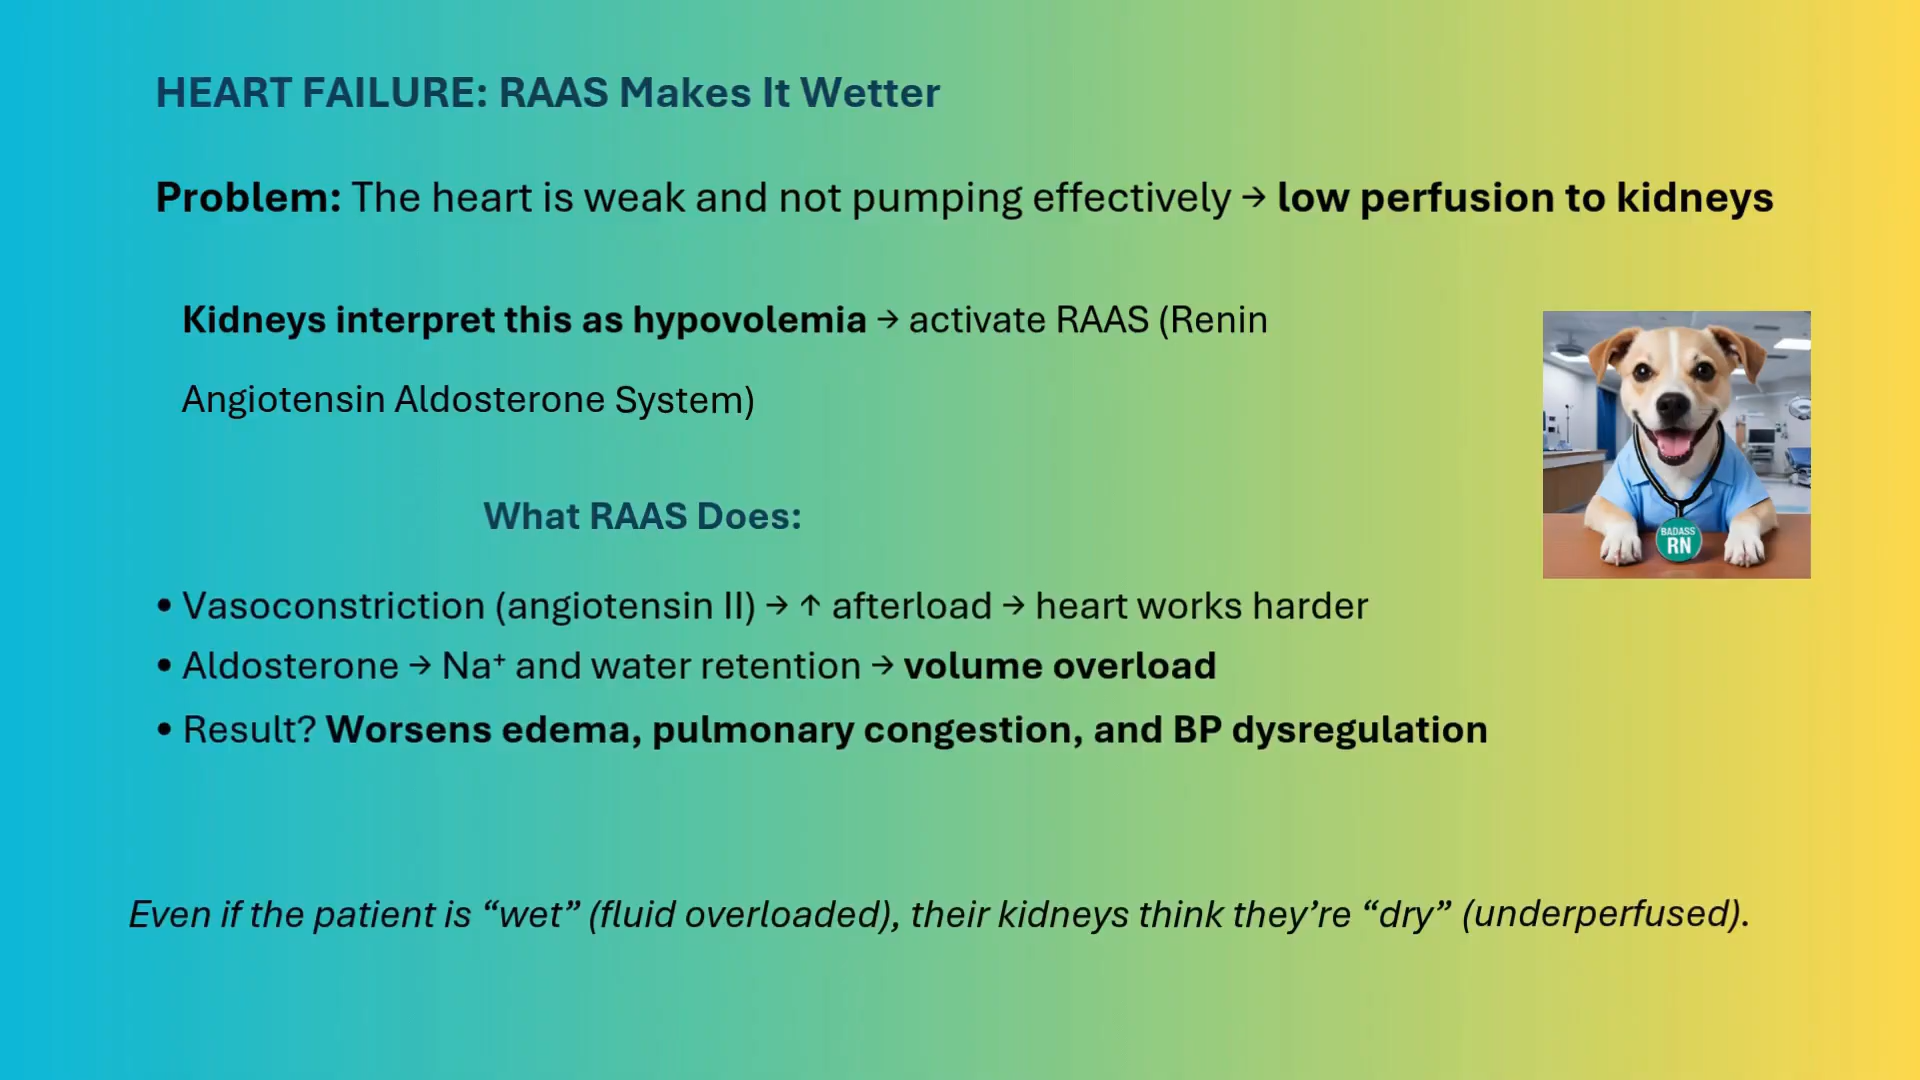 HEART FAILURE: RAAS Makes It Wetter
Problem: The heart is weak and not pumping effectively → low perfusion to kidneys
Kidneys interpret this as hypovolemia → activate RAAS (Renin
Angiotensin Aldosterone System)
What RAAS Does:
• Vasoconstriction (angiotensin II) → ↑ afterload → heart works harder
• Aldosterone → Na⁺ and water retention → volume overload
• Result? Worsens edema, pulmonary congestion, and BP dysregulation
BADASS
RN
Even if the patient is “wet” (fluid overloaded), their kidneys think they’re “dry” (underperfused).